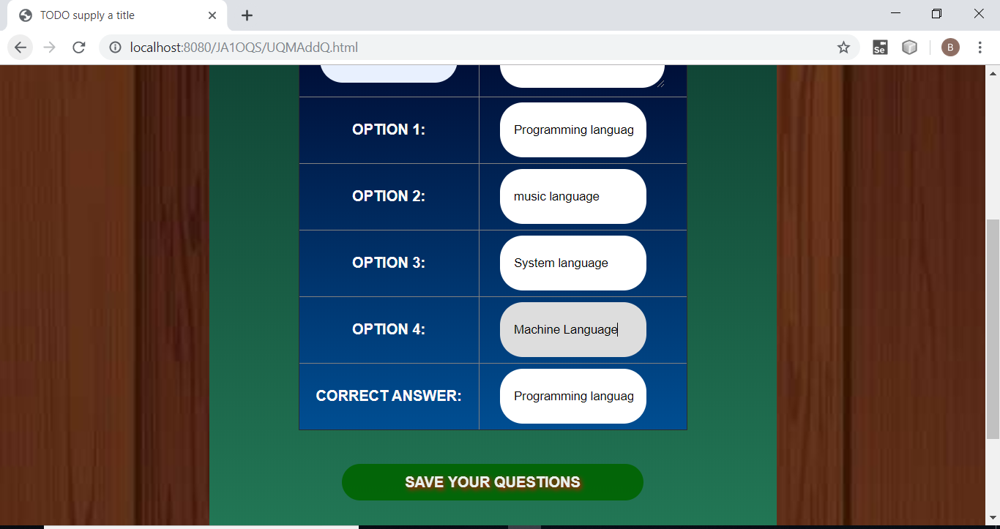 TODO supply a title
localhost:8080/JA1OQS/UQMAddQ.html
Se
B
OPTION 1: Programming languag
OPTION 2: music language
OPTION 3: System language
OPTION 4: Machine Language
CORRECT ANSWER: Programming languag
SAVE YOUR QUESTIONS